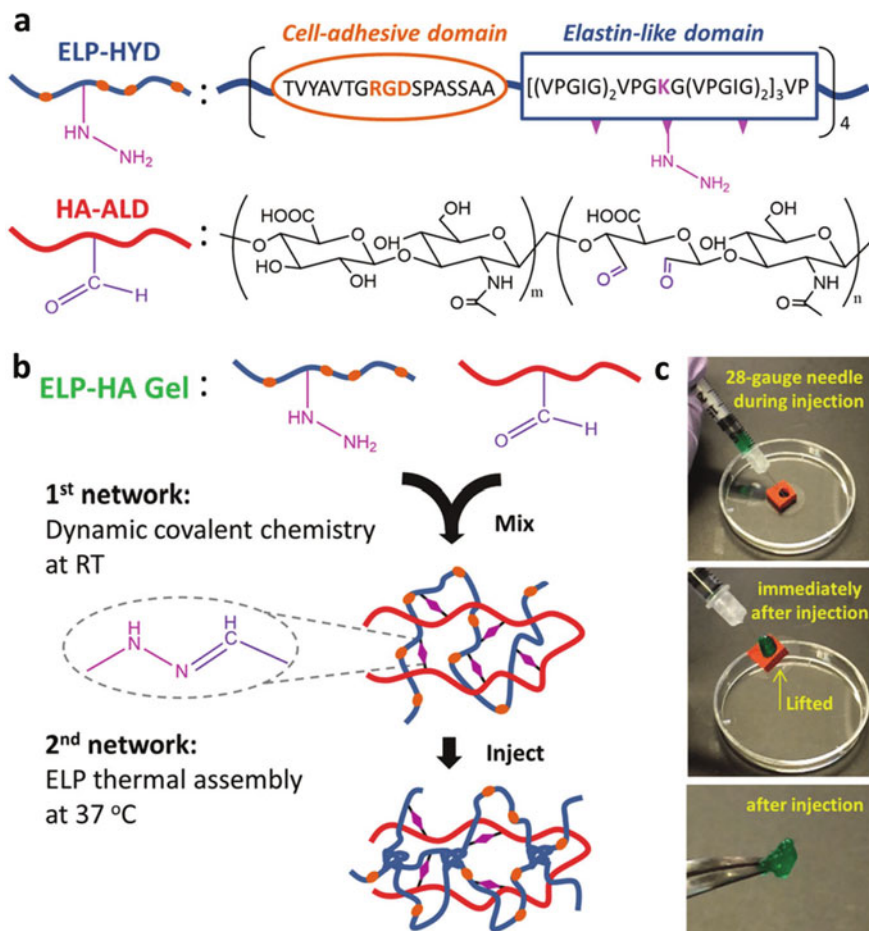 a
ELP-HYD
:
Cell-adhesive domain
Elastin-like domain
TVYAVTGRGDSPASSAA
[(VPGIG)₂VPGKG(VPGIG)₂]₃VP
4
HN
NH₂
HN
NH₂
HA-ALD
:
O
C
H
HOOC
O
HO
OH
O
OH
HO
O
NH
O
m
HOOC
O
O
O
O
OH
HO
O
O
NH
O
n
b
ELP-HA Gel :
HN
NH₂
O
C
H
1st network:
Dynamic covalent chemistry
at RT
Mix
H
N
N
H
C
2nd network:
ELP thermal assembly
at 37 °C
Inject
c
28-gauge needle
during injection
immediately
after injection
Lifted
after injection